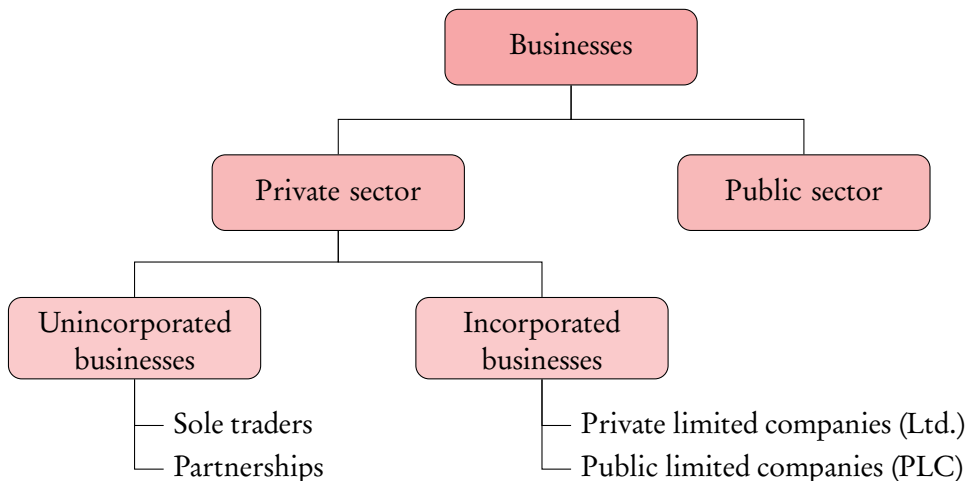 Businesses
Private sector
Public sector
Unincorporated
businesses
Incorporated
businesses
Sole traders
Partnerships
Private limited companies (Ltd.)
Public limited companies (PLC)